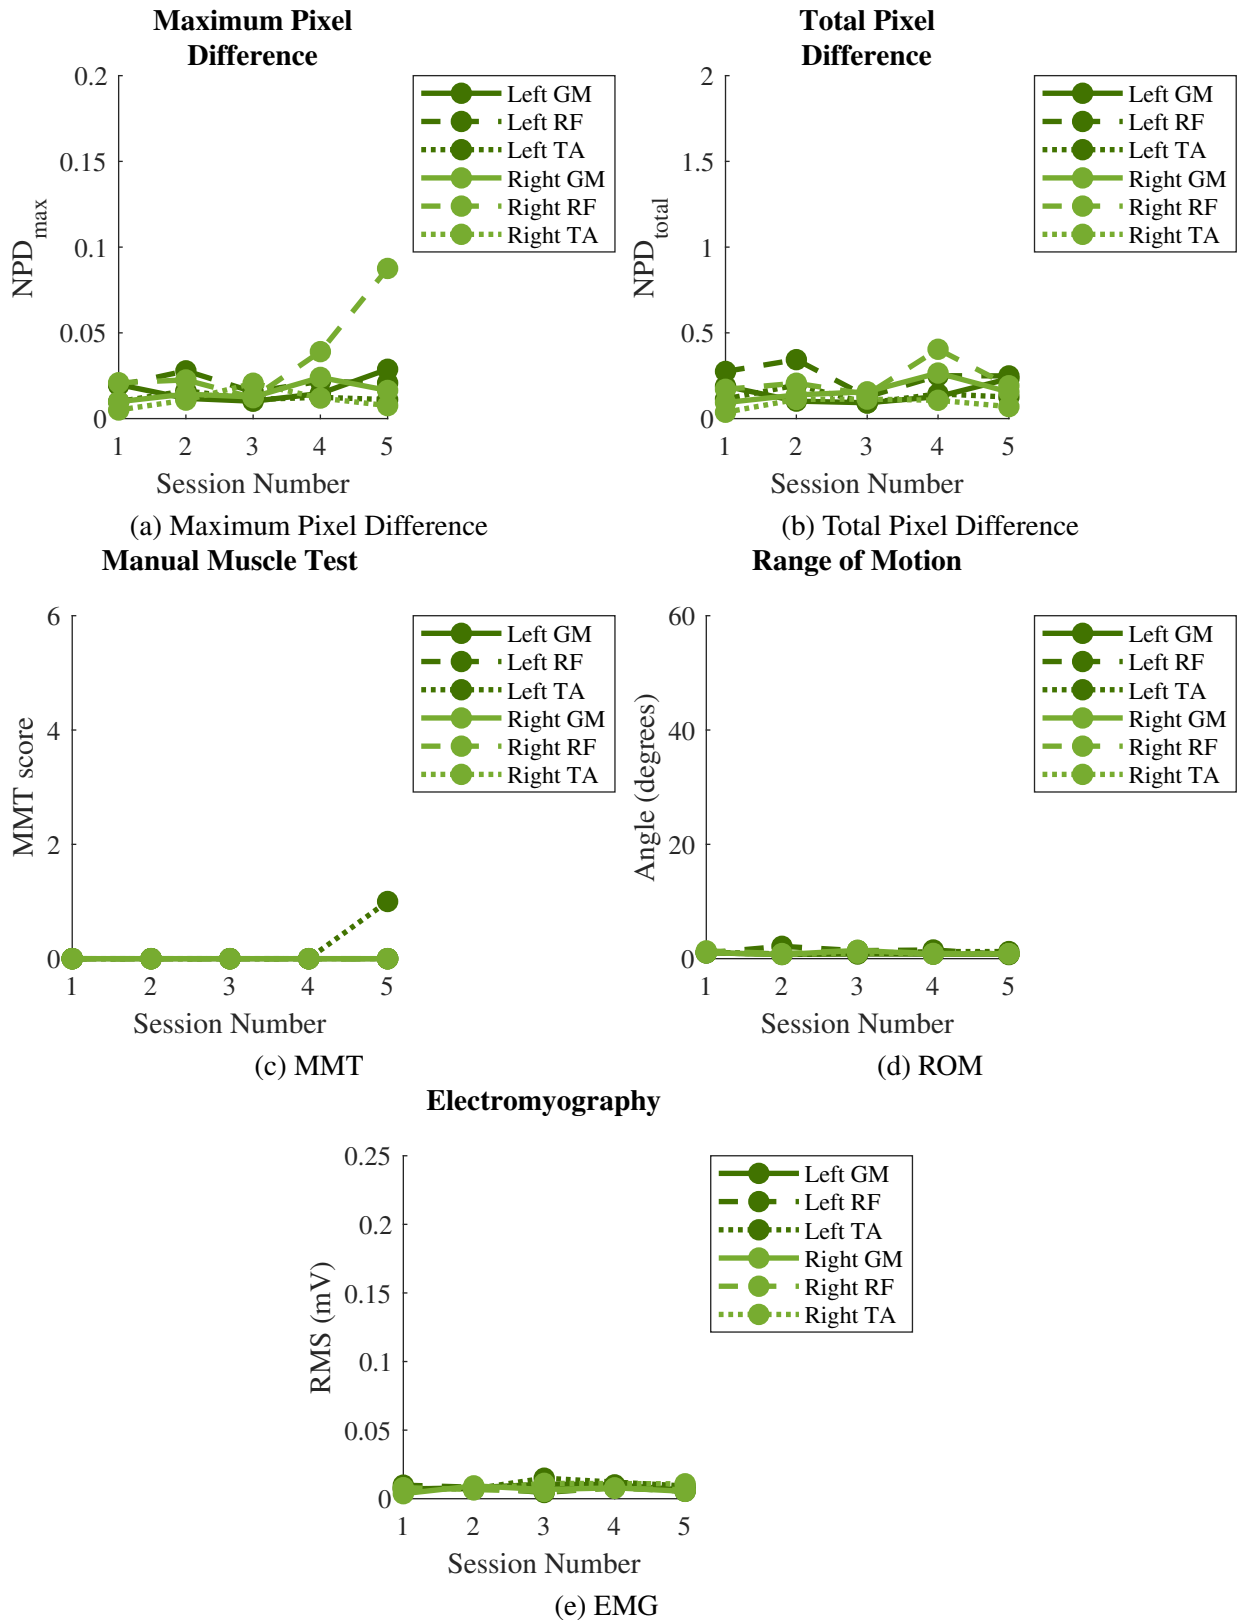 Maximum Pixel
Difference
0.2
0.15
0.1
0.05
0
NPD_max
1 2 3 4 5
Session Number
Left GM
Left RF
Left TA
Right GM
Right RF
Right TA
(a) Maximum Pixel Difference
Total Pixel
Difference
2
1.5
1
0.5
0
NPD_total
1 2 3 4 5
Session Number
Left GM
Left RF
Left TA
Right GM
Right RF
Right TA
(b) Total Pixel Difference
Manual Muscle Test
6
4
2
0
MMT score
1 2 3 4 5
Session Number
Left GM
Left RF
Left TA
Right GM
Right RF
Right TA
(c) MMT
Range of Motion
60
40
20
0
Angle (degrees)
1 2 3 4 5
Session Number
Left GM
Left RF
Left TA
Right GM
Right RF
Right TA
(d) ROM
Electromyography
0.25
0.2
0.15
0.1
0.05
0
RMS (mV)
1 2 3 4 5
Session Number
Left GM
Left RF
Left TA
Right GM
Right RF
Right TA
(e) EMG